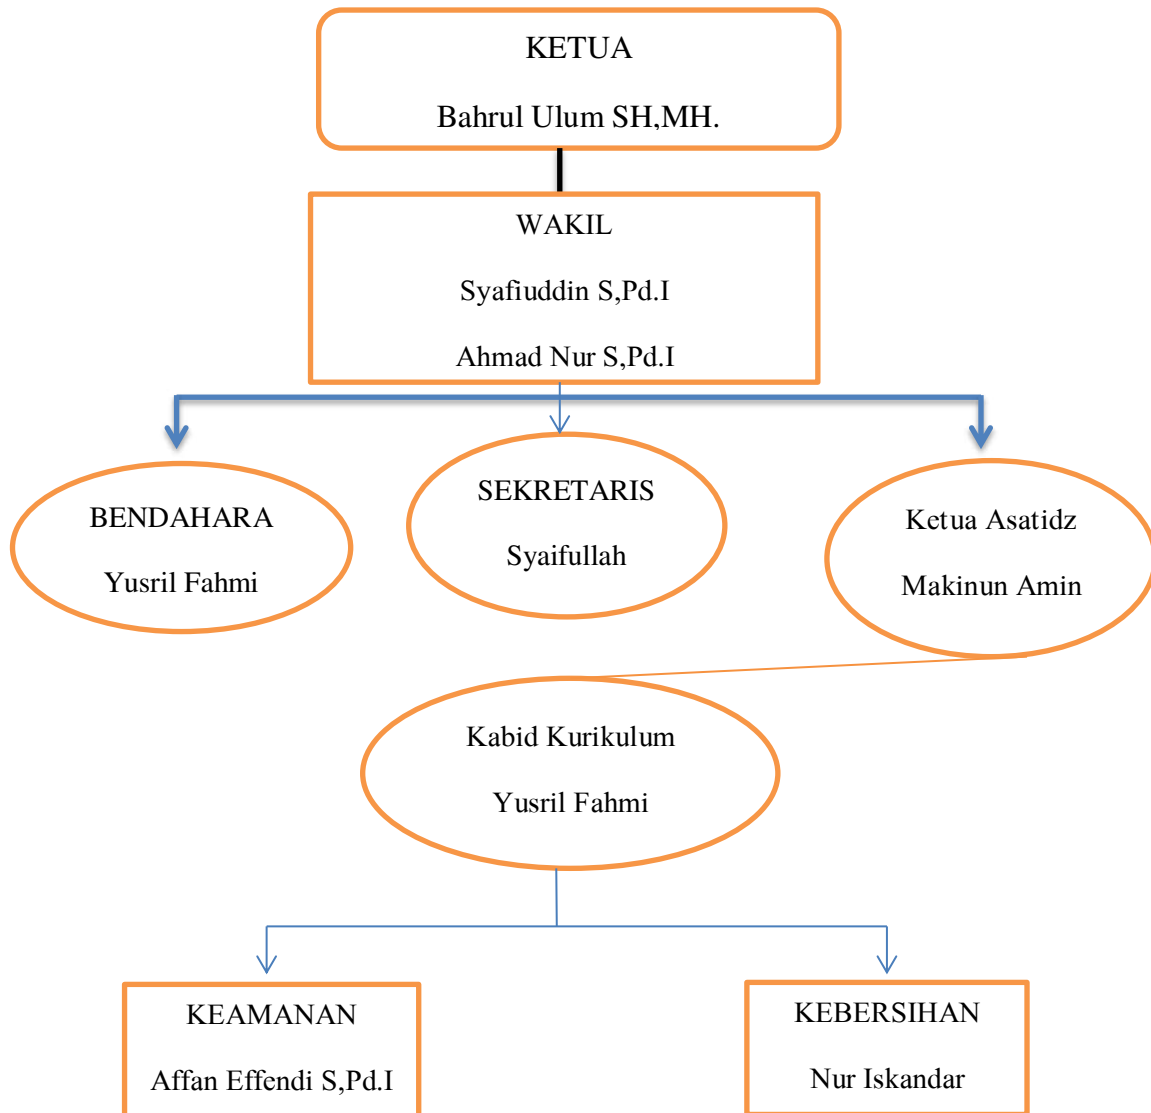 KETUA
Bahrul Ulum SH,MH.
WAKIL
Syafiuddin S,Pd.I
Ahmad Nur S,Pd.I
BENDAHARA
Yusril Fahmi
SEKRETARIS
Syaifullah
Ketua Asatidz
Makinun Amin
Kabid Kurikulum
Yusril Fahmi
KEAMANAN
Affan Effendi S,Pd.I
KEBERSIHAN
Nur Iskandar